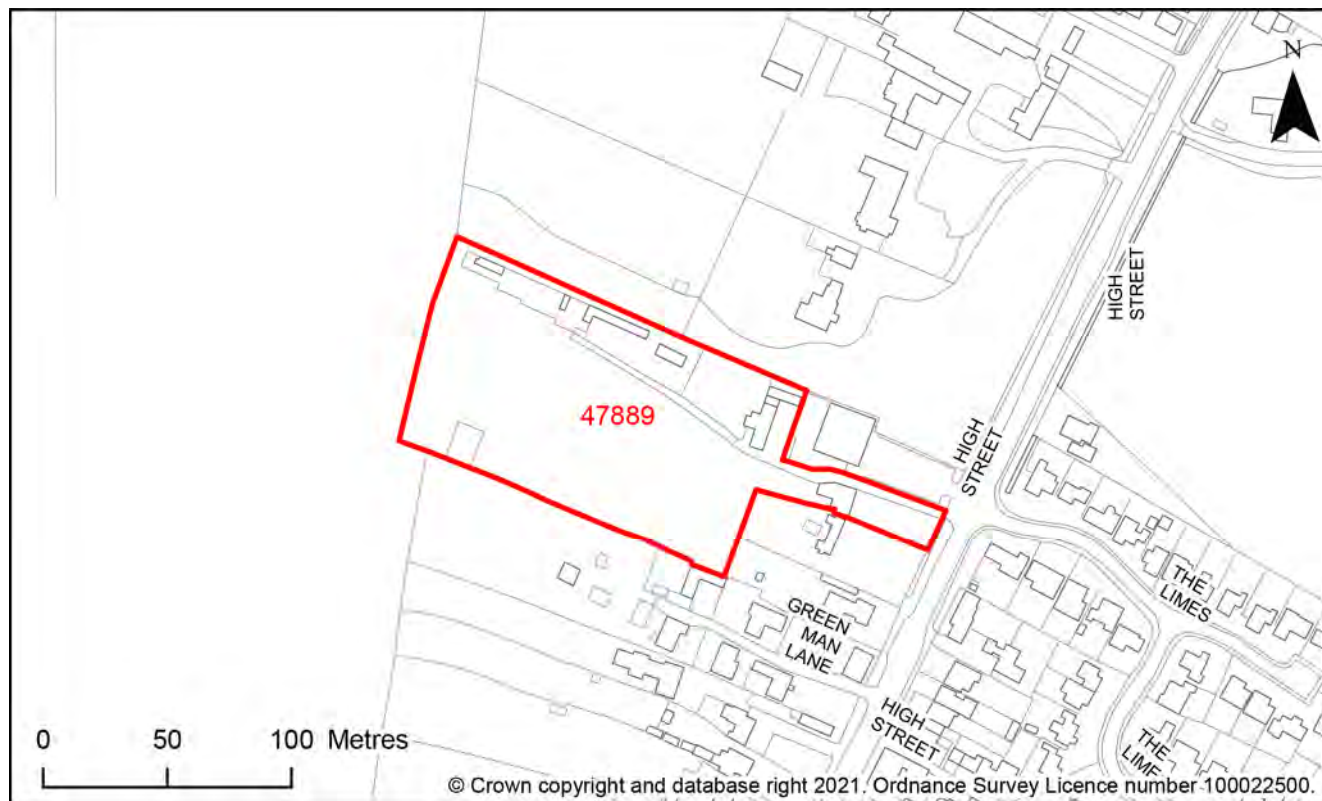 N
HIGH
STREET
47889
HIGH
STREET
THE
LIMES
GREEN
MAN
LANE
HIGH
STREET
THE
LIMES
0 50 100 Metres
© Crown copyright and database right 2021. Ordnance Survey Licence number 100022500.